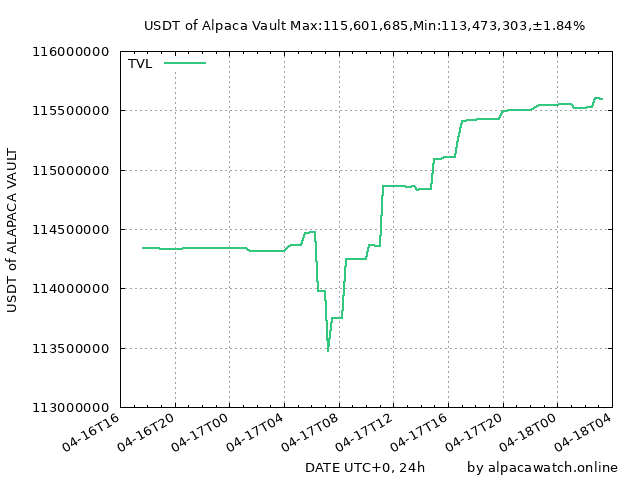 USDT of Alpaca Vault Max:115,601,685,Min:113,473,303,±1.84%
TVL
116000000
115500000
115000000
114500000
114000000
113500000
113000000
USDT of ALAPACA VAULT
04-16T16
04-16T20
04-17T00
04-17T04
04-17T08
04-17T12
04-17T16
04-17T20
04-18T00
04-18T04
DATE UTC+0, 24h
by alpacawatch.online